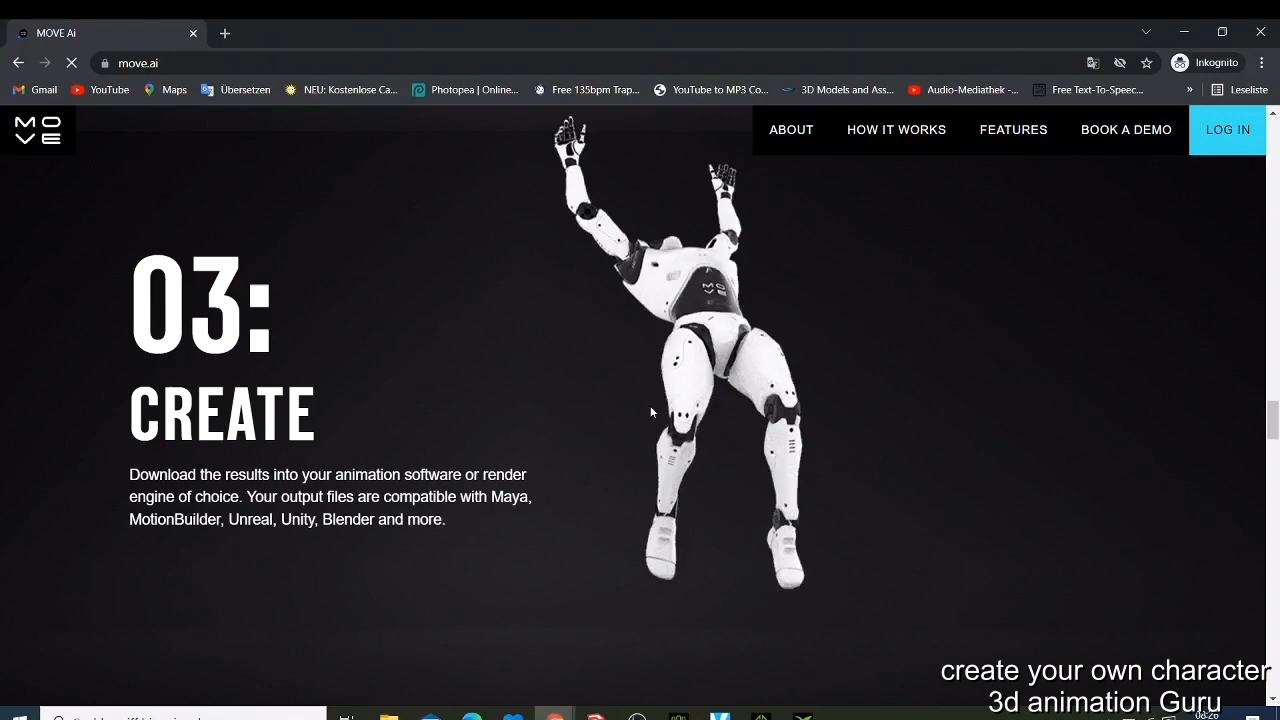 MOVE Ai
move.ai
Inkognito
Gmail
YouTube
Maps
Übersetzen
NEU: Kostenlose Ca...
Photopea | Online...
Free 135bpm Trap...
YouTube to MP3 Co...
3D Models and Ass...
Audio-Mediathek -...
Free Text-To-Speec...
»
Leseliste
MOVE
ABOUT
HOW IT WORKS
FEATURES
BOOK A DEMO
LOG IN
MOVE
03:
CREATE
Download the results into your animation software or render
engine of choice. Your output files are compatible with Maya,
MotionBuilder, Unreal, Unity, Blender and more.
create your own character
3d animation Guru